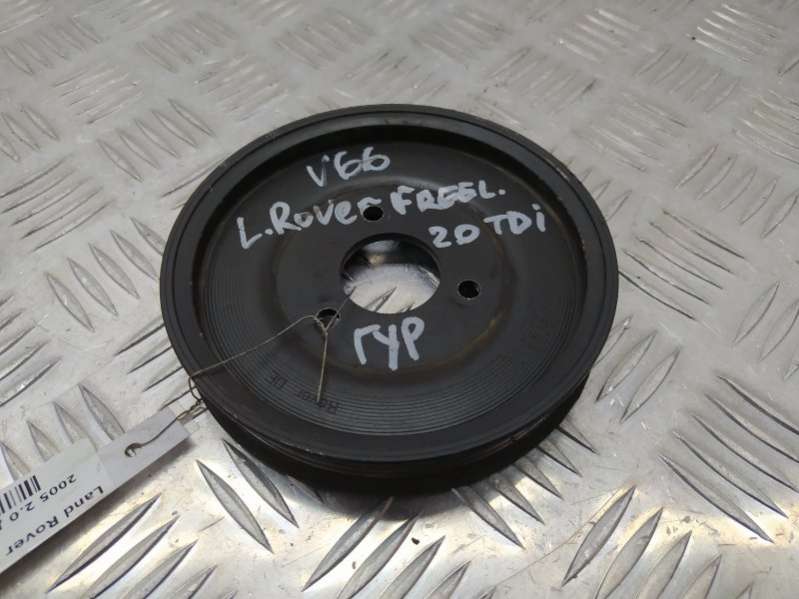 V66
L.Rover FREEL.
2.0 TDi
ГУР
Land Rover
2005 2.0